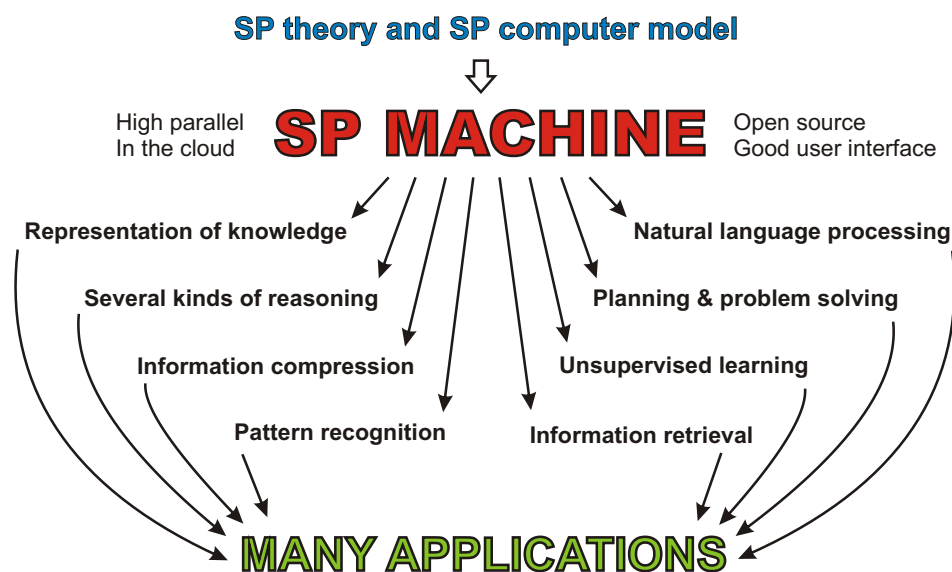 SP theory and SP computer model
High parallel
In the cloud
SP MACHINE
Open source
Good user interface
Representation of knowledge
Natural language processing
Several kinds of reasoning
Planning & problem solving
Information compression
Unsupervised learning
Pattern recognition
Information retrieval
MANY APPLICATIONS